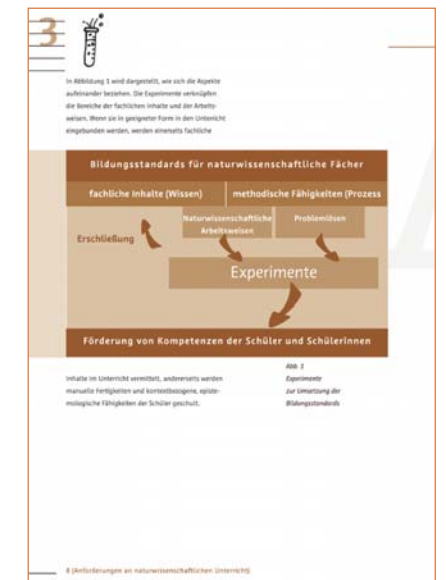 3
In Abbildung 1 wird dargestellt, wie sich die Aspekte
aufeinander beziehen. Die Experimente verknüpfen
die Bereiche der fachlichen Inhalte und der Arbeits-
weisen. Wenn sie in geeigneter Form in den Unterricht
eingebunden werden, werden einerseits fachliche
Bildungsstandards für naturwissenschaftliche Fächer
fachliche Inhalte (Wissen)
methodische Fähigkeiten (Prozess
Naturwissenschaftliche
Arbeitsweisen
Problemlösen
Erschließung
Experimente
Förderung von Kompetenzen der Schüler und Schülerinnen
Inhalte im Unterricht vermittelt, andererseits werden
manuelle Fertigkeiten und kontextbezogene, episte-
mologische Fähigkeiten der Schüler geschult.
Abb. 1
Experimente
zur Umsetzung der
Bildungsstandards
8 (Anforderungen an naturwissenschaftlichen Unterricht)